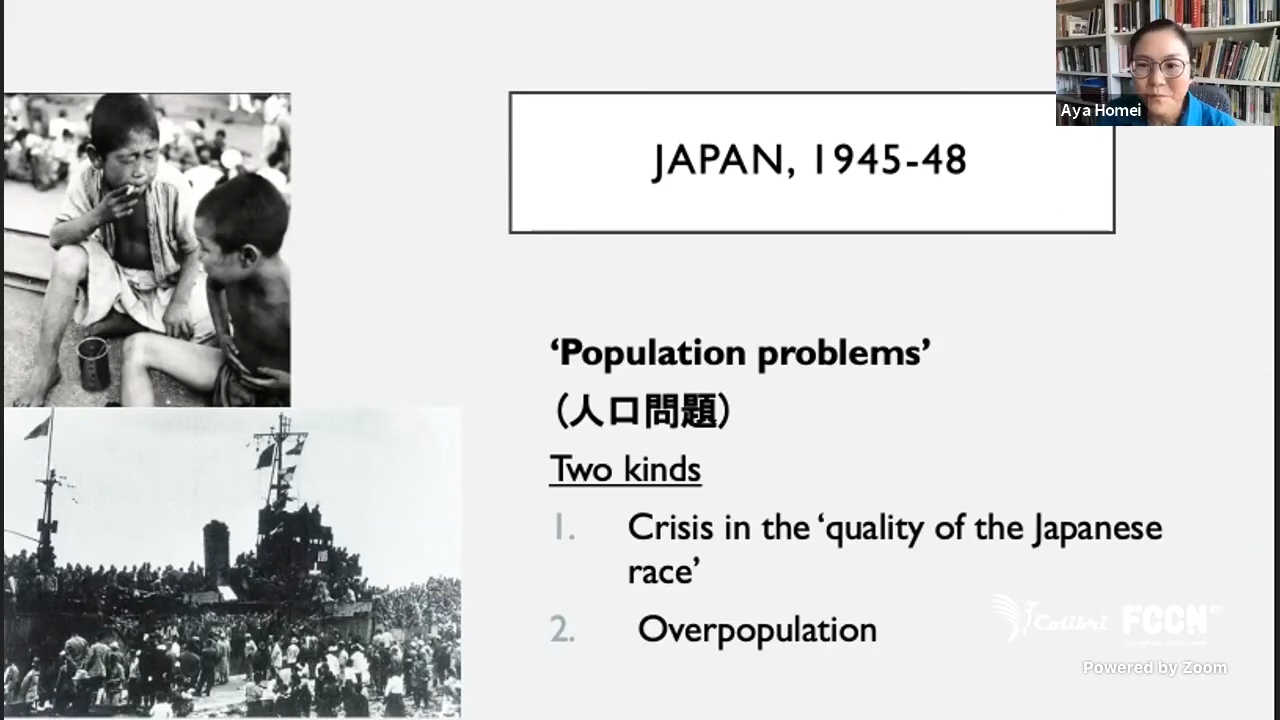 Aya Homei
JAPAN, 1945-48
‘Population problems’
（人口問題）
Two kinds
1. Crisis in the ‘quality of the Japanese
race’
2. Overpopulation
Colibri FCCN
Powered by Zoom